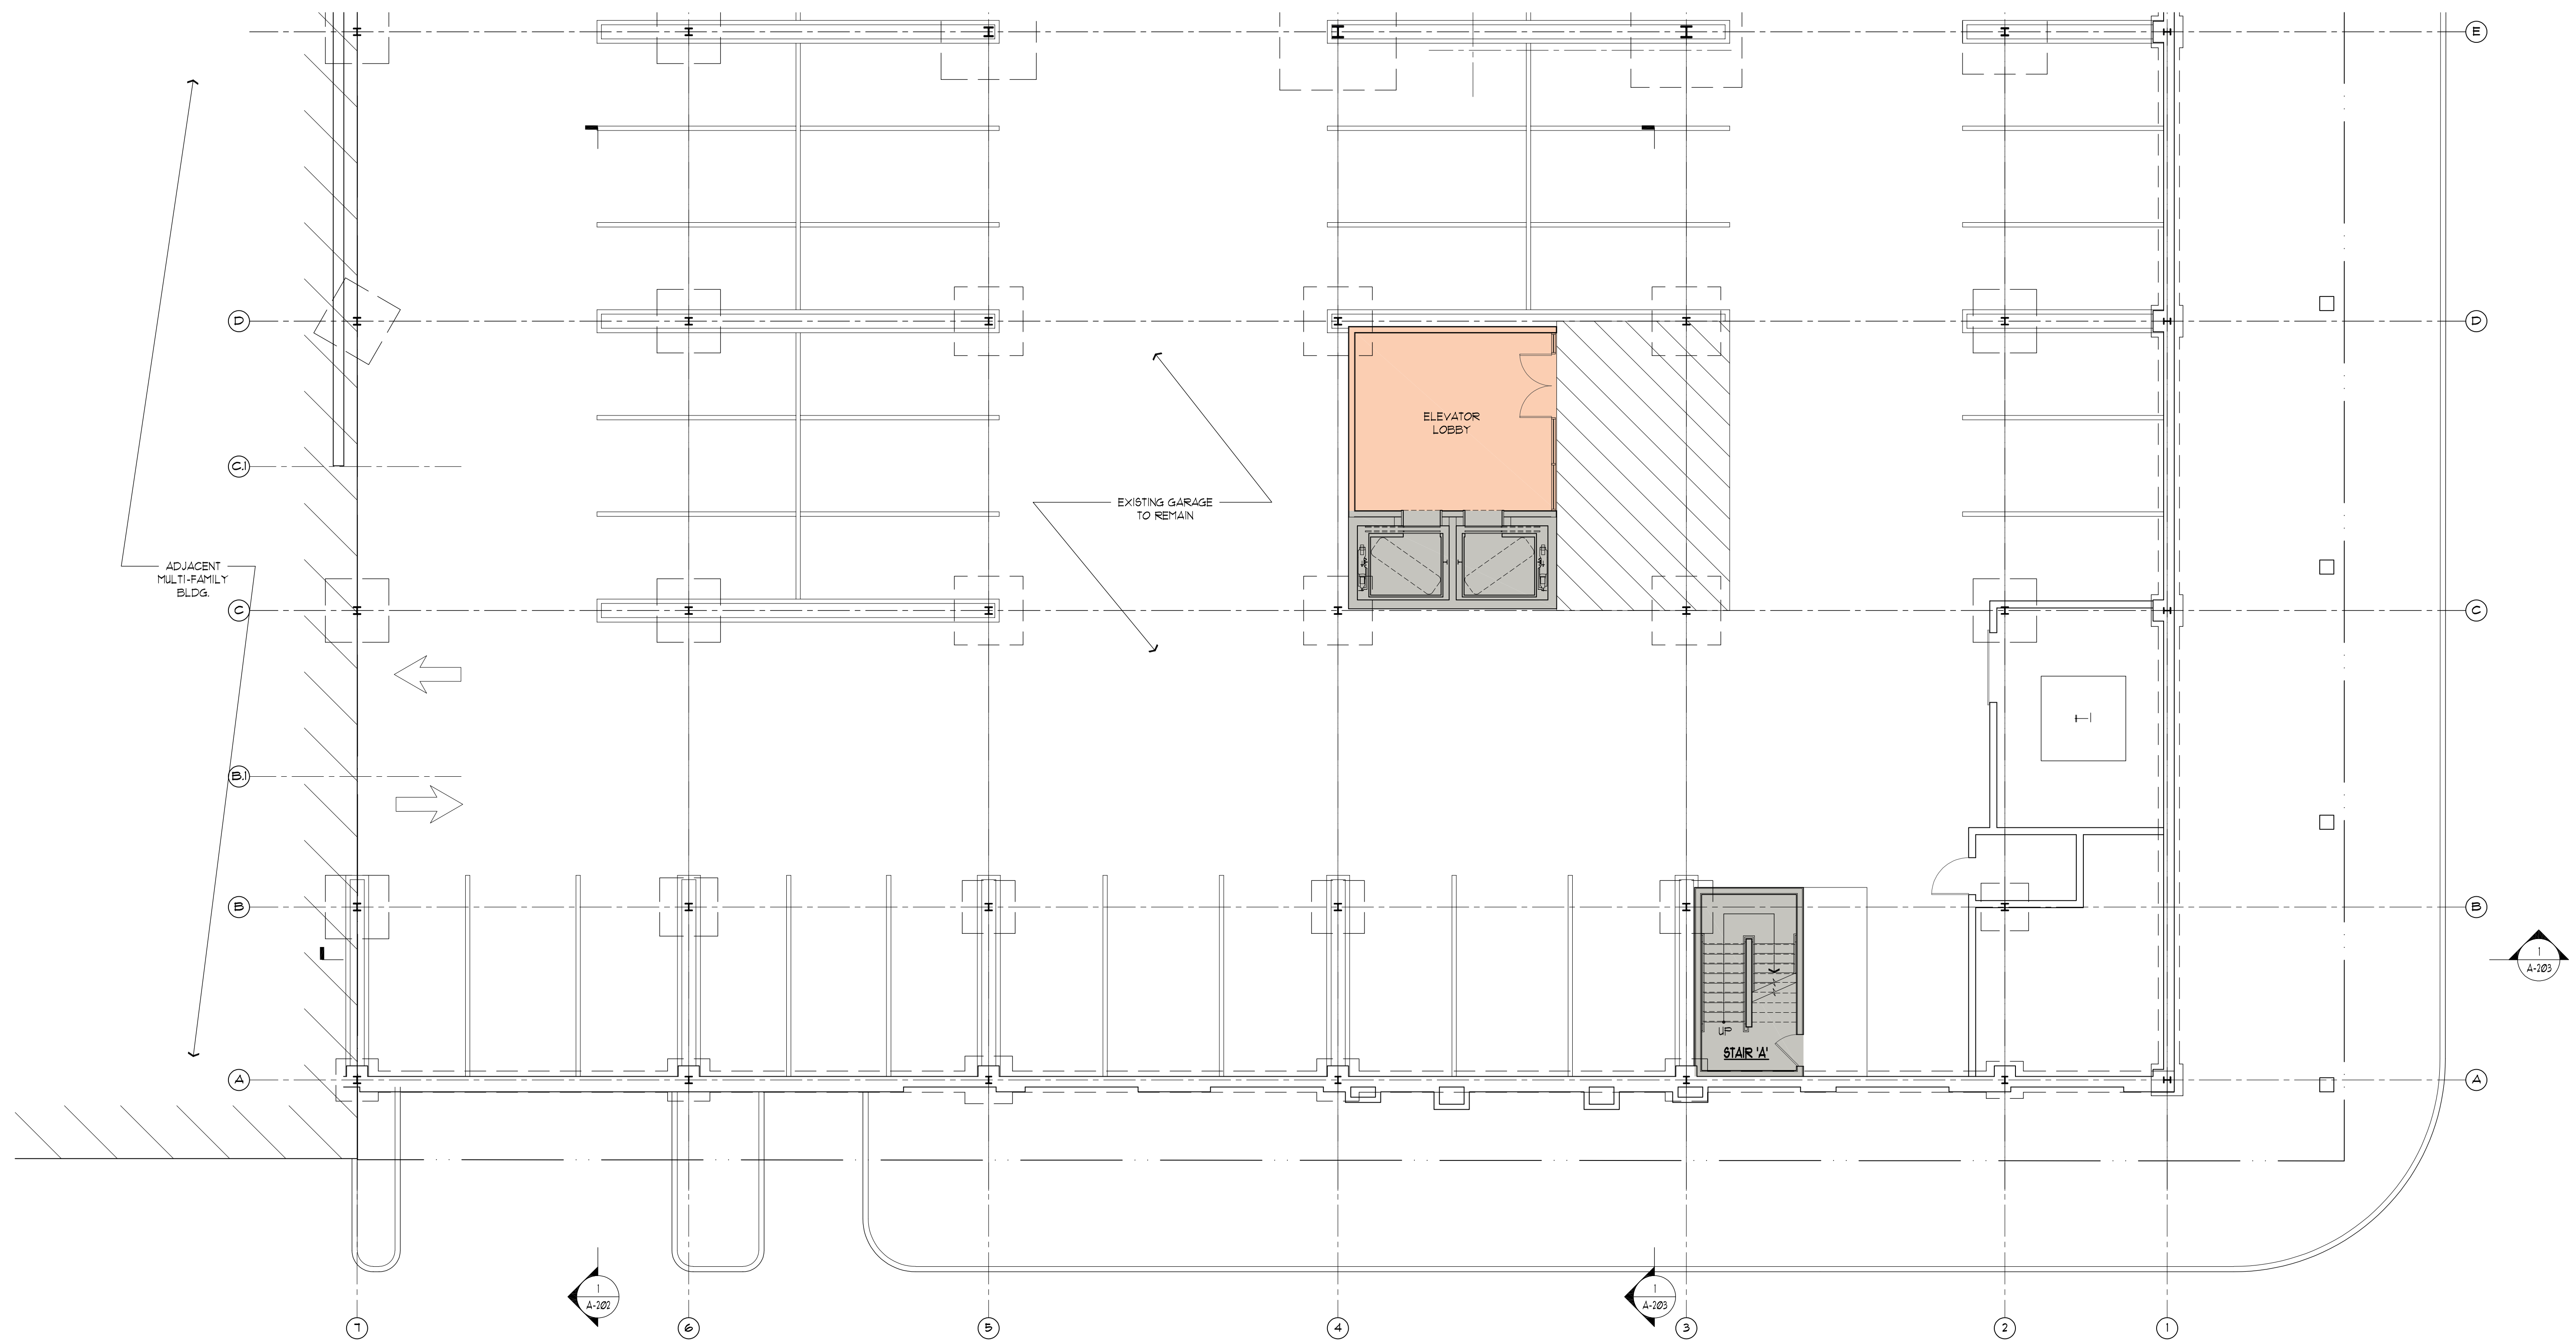 E
D
D
ELEVATOR
LOBBY
C.1
EXISTING GARAGE
TO REMAIN
ADJACENT
MULTI-FAMILY
BLDG.
C
C
B.1
B
B
1
A-203
UP
STAIR 'A'
A
A
1
A-202
1
A-203
7
6
5
4
3
2
1